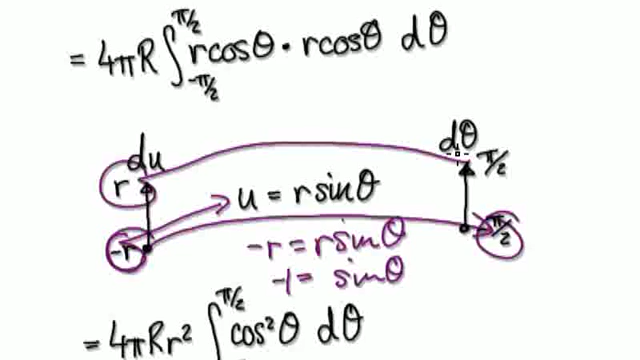 = 4πR ∫_{-π/2}^{π/2} rcosθ · rcosθ dθ
du dθ
r π/2
u = rsinθ
-r -π/2
-r = rsinθ
-1 = sinθ
= 4πRr² ∫^{π/2} cos²θ dθ